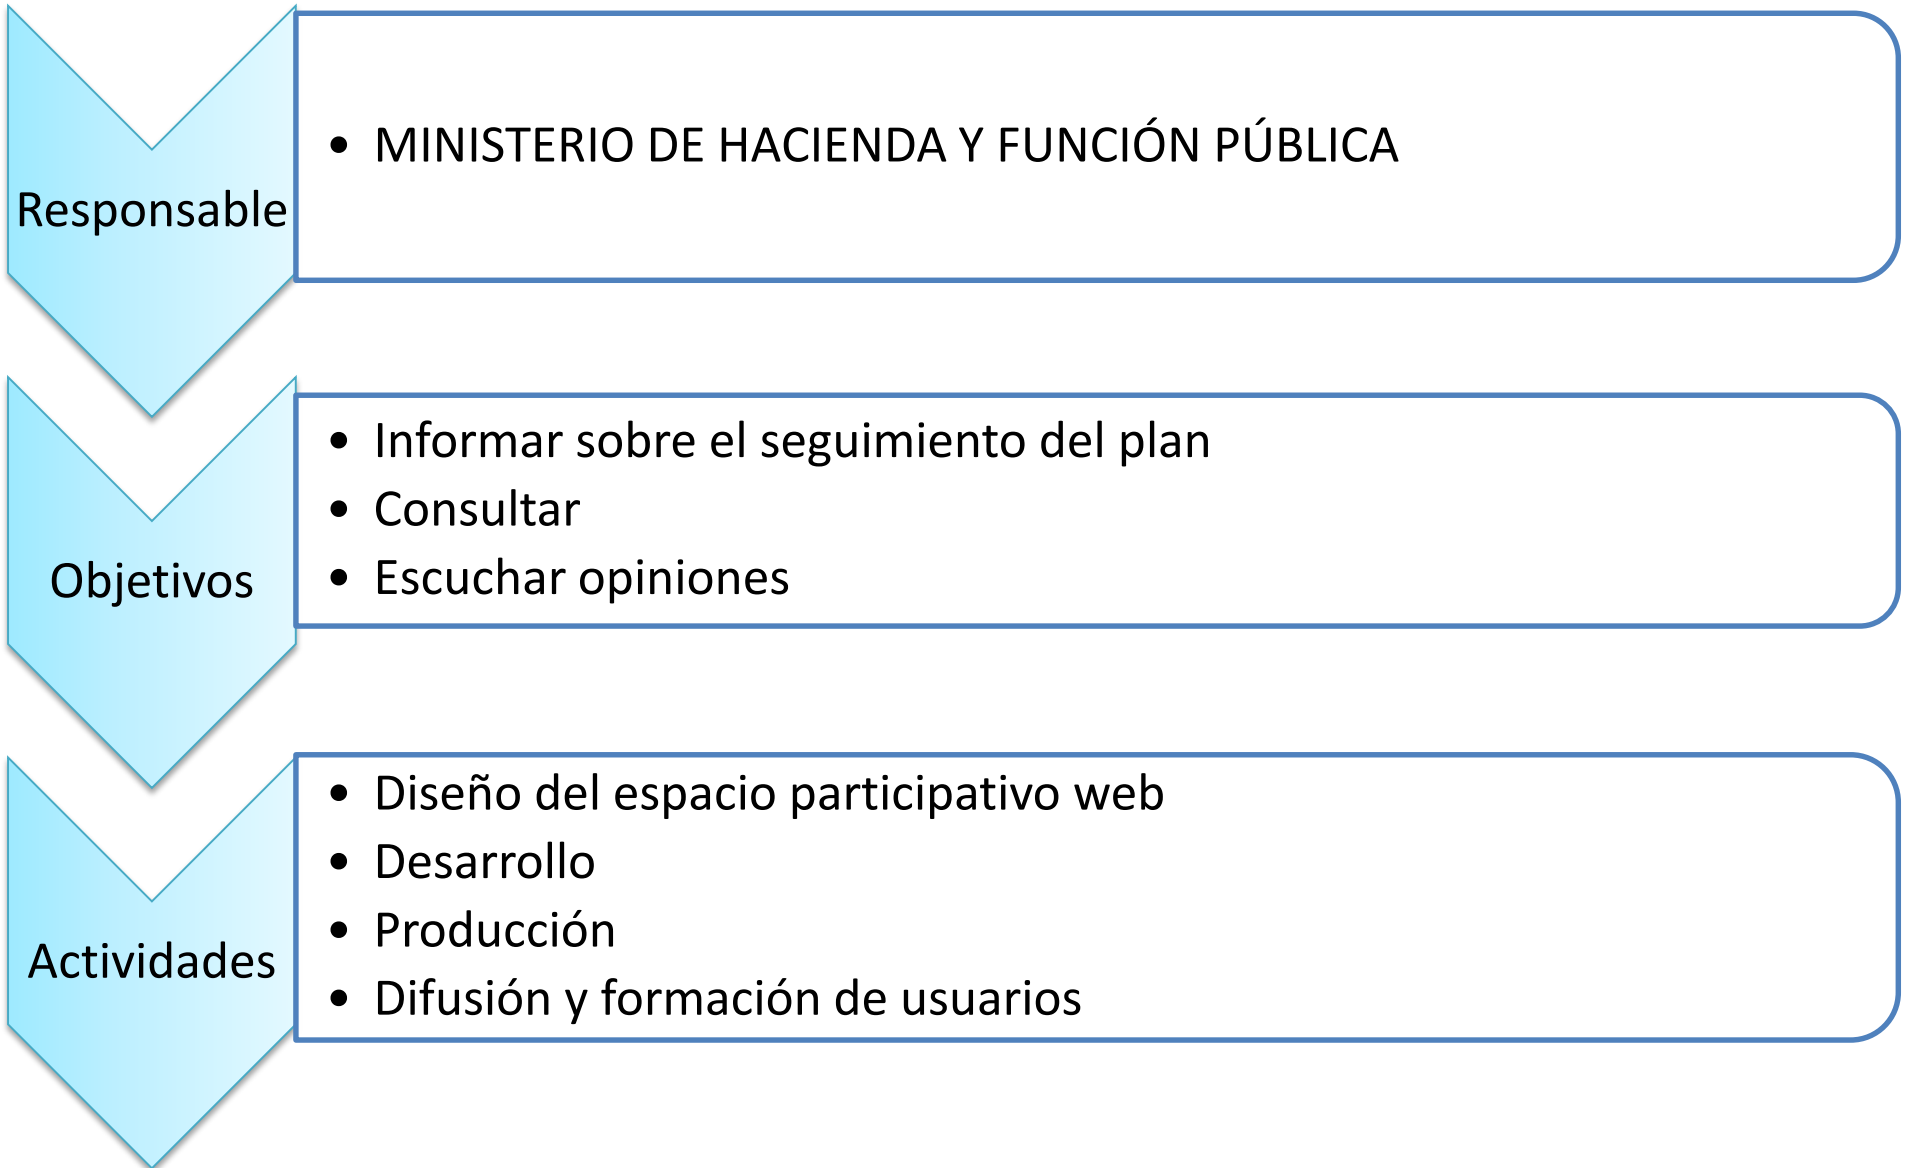 Responsable
• MINISTERIO DE HACIENDA Y FUNCIÓN PÚBLICA
Objetivos
• Informar sobre el seguimiento del plan
• Consultar
• Escuchar opiniones
Actividades
• Diseño del espacio participativo web
• Desarrollo
• Producción
• Difusión y formación de usuarios